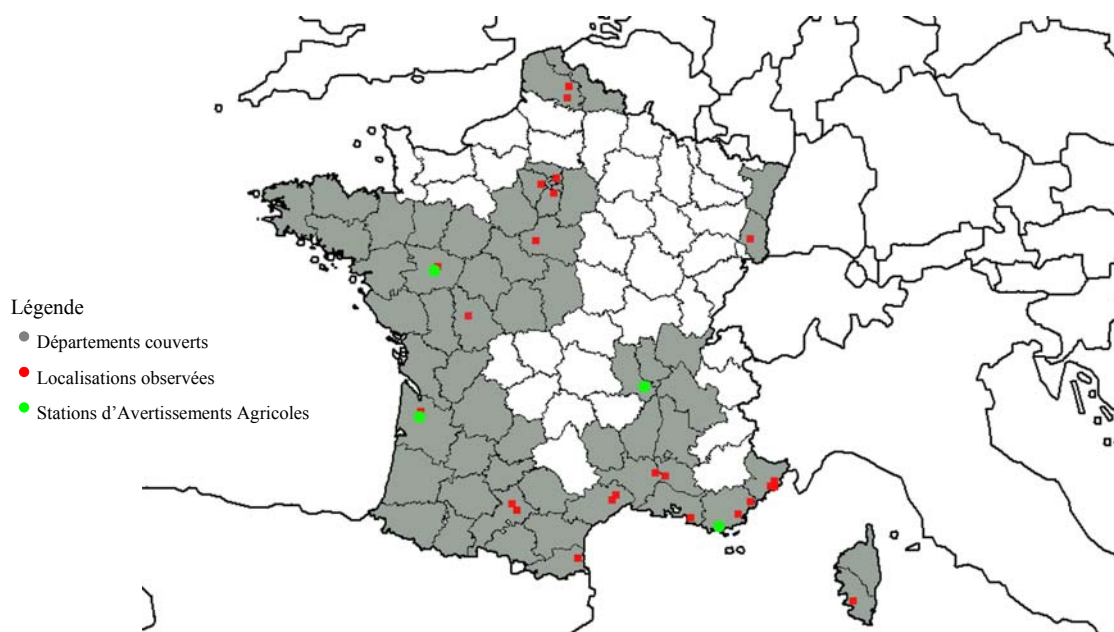 Légende
Départements couverts
Localisations observées
Stations d’Avertissements Agricoles